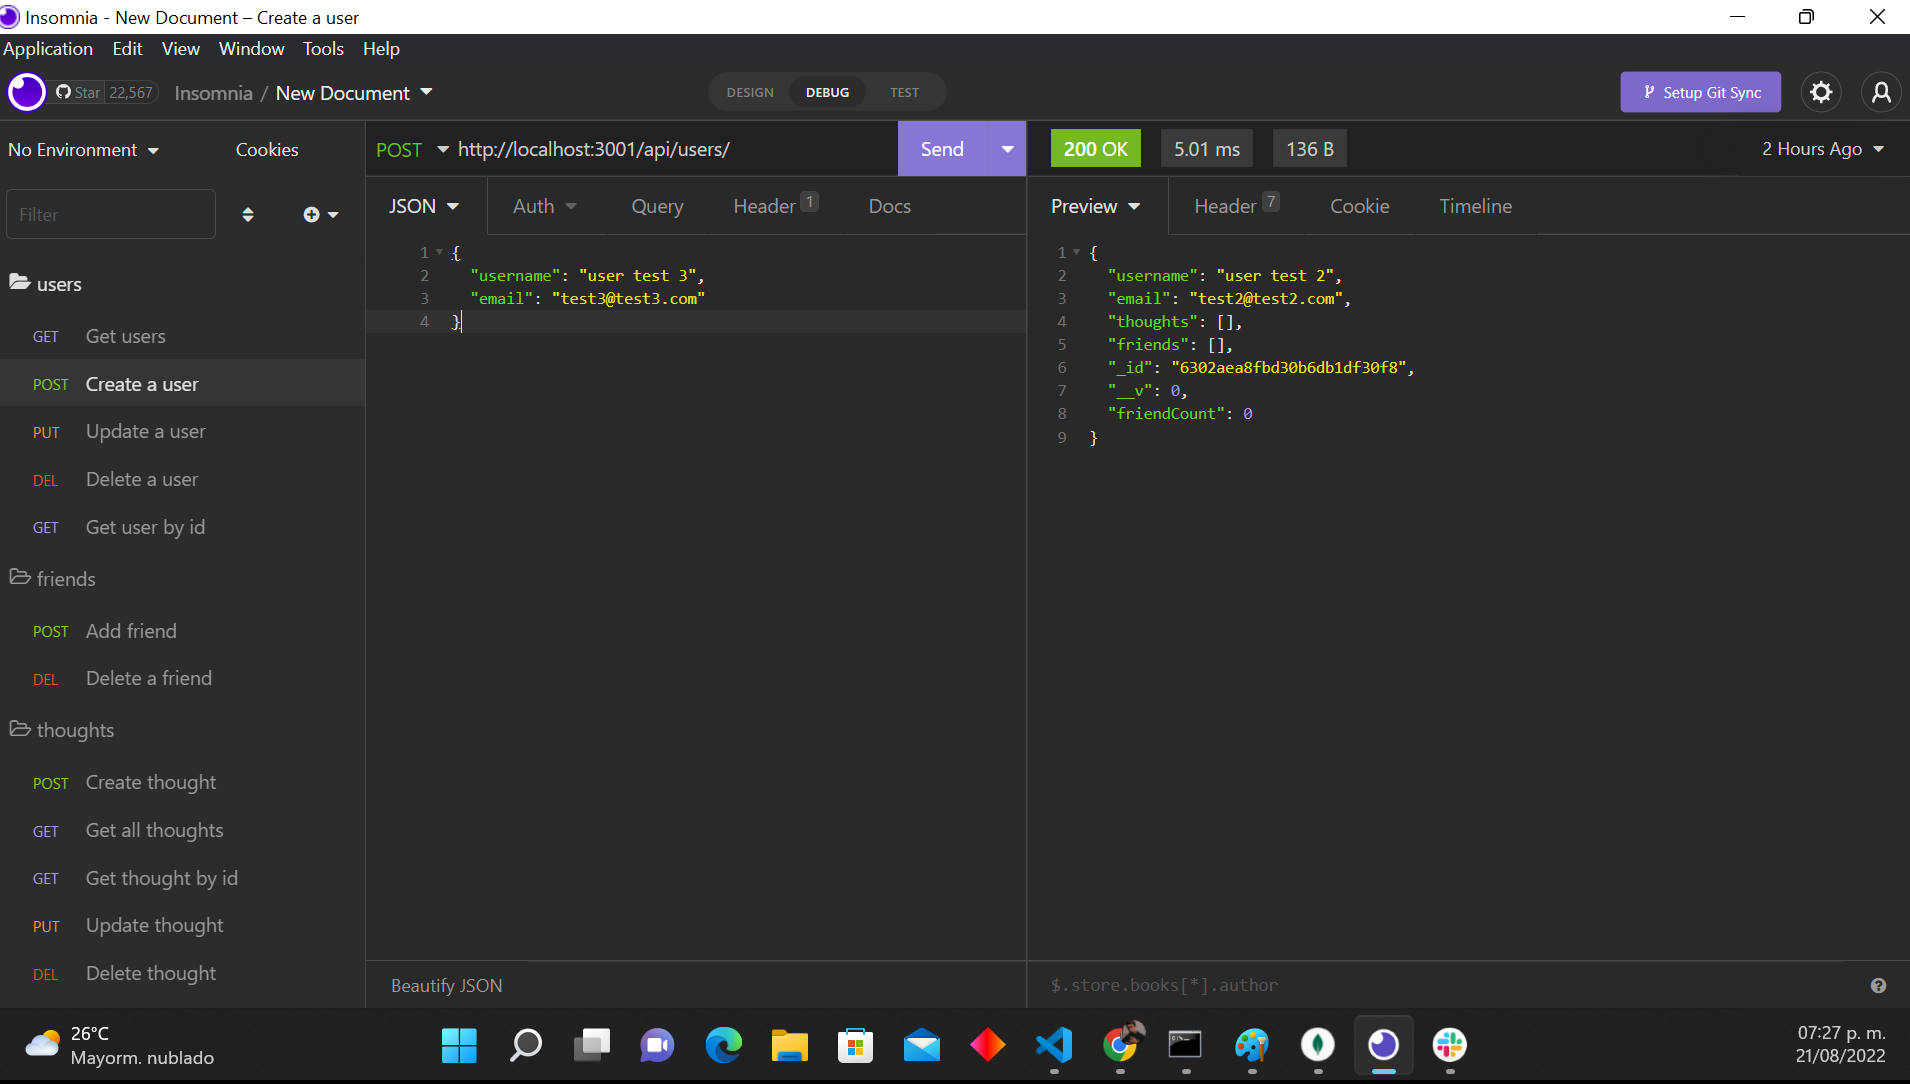 Insomnia - New Document – Create a user
Application Edit View Window Tools Help
Star 22,567 Insomnia / New Document DESIGN DEBUG TEST Setup Git Sync
No Environment Cookies
POST http://localhost:3001/api/users/ Send 200 OK 5.01 ms 136 B 2 Hours Ago
Filter
JSON Auth Query Header 1 Docs
Preview Header 7 Cookie Timeline
users
GET Get users
POST Create a user
PUT Update a user
DEL Delete a user
GET Get user by id
friends
POST Add friend
DEL Delete a friend
thoughts
POST Create thought
GET Get all thoughts
GET Get thought by id
PUT Update thought
DEL Delete thought
1 {
2 "username": "user test 3",
3 "email": "test3@test3.com"
4 }
Beautify JSON
1 {
2 "username": "user test 2",
3 "email": "test2@test2.com",
4 "thoughts": [],
5 "friends": [],
6 "_id": "6302aea8fbd30b6db1df30f8",
7 "__v": 0,
8 "friendCount": 0
9 }
$.store.books[*].author
26°C
Mayorm. nublado
07:27 p. m.
21/08/2022